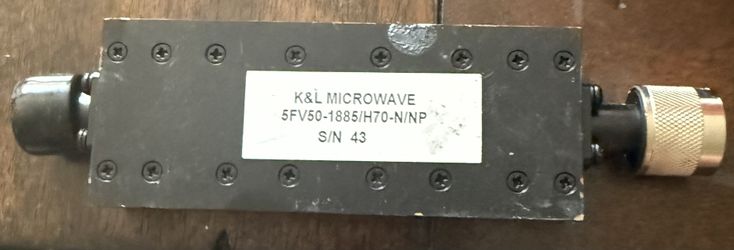 K&L MICROWAVE
5FV50-1885/H70-N/NP
S/N 43